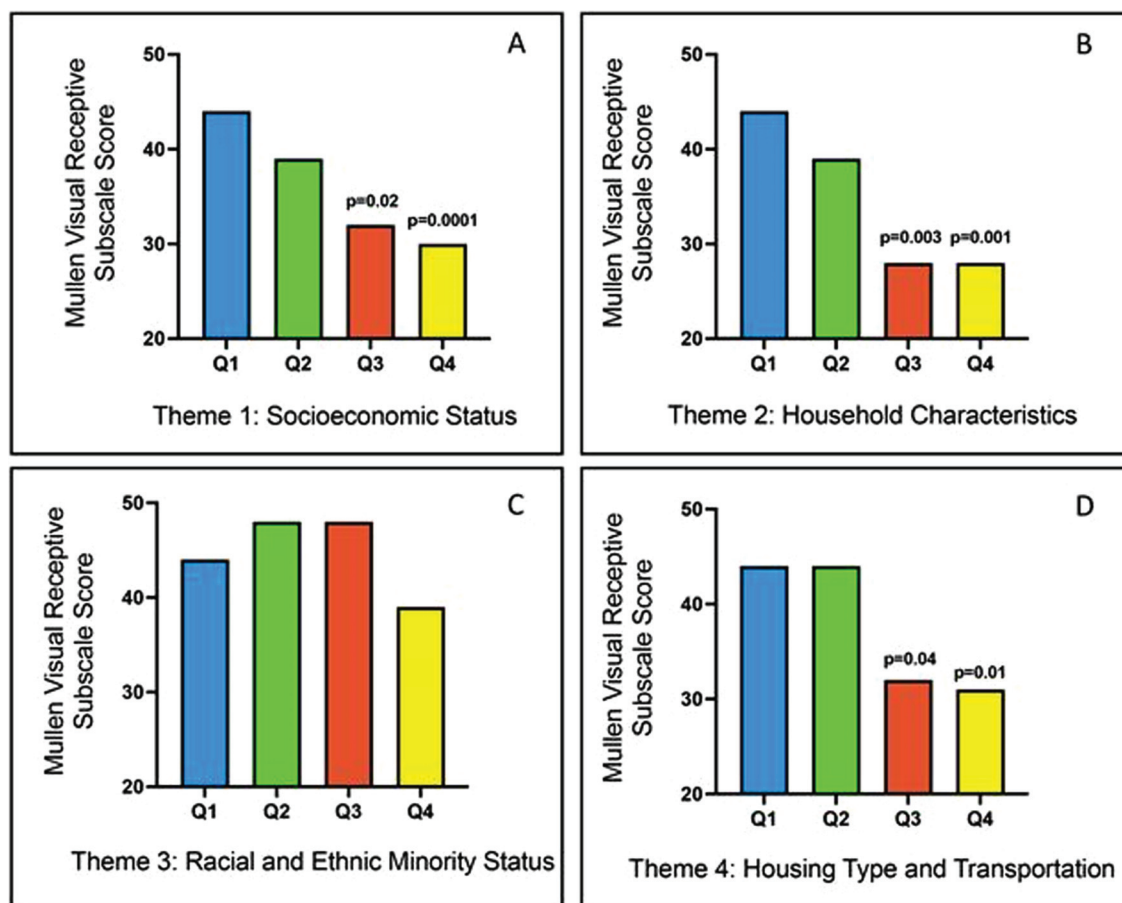 A
Mullen Visual Receptive
Subscale Score
50
40
30
20
p=0.02
p=0.0001
Q1 Q2 Q3 Q4
Theme 1: Socioeconomic Status
B
Mullen Visual Receptive
Subscale Score
50
40
30
20
p=0.003 p=0.001
Q1 Q2 Q3 Q4
Theme 2: Household Characteristics
C
Mullen Visual Receptive
Subscale Score
50
40
30
20
Q1 Q2 Q3 Q4
Theme 3: Racial and Ethnic Minority Status
D
Mullen Visual Receptive
Subscale Score
50
40
30
20
p=0.04
p=0.01
Q1 Q2 Q3 Q4
Theme 4: Housing Type and Transportation